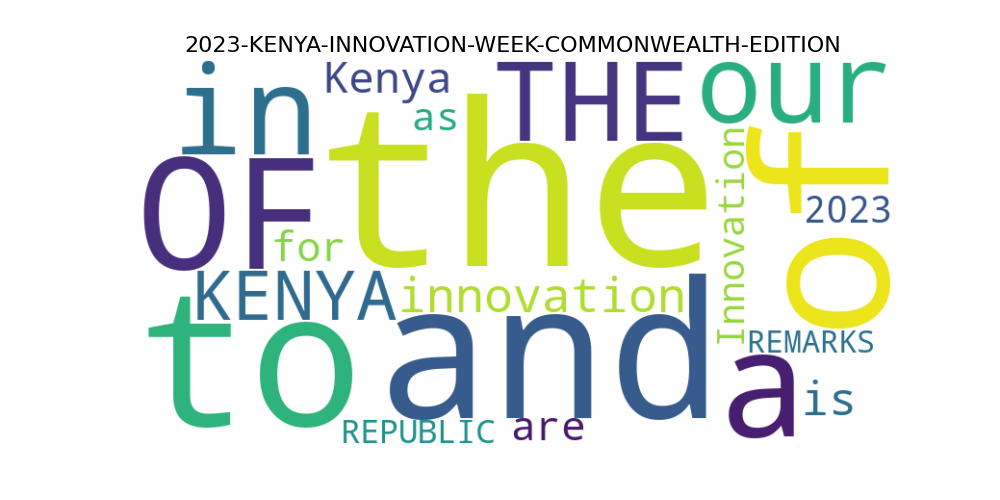 2023-KENYA-INNOVATION-WEEK-COMMONWEALTH-EDITION
in
Kenya
as
THE
our
OF
the
Innovation
of
2023
for
KENYA
innovation
to
and
REMARKS
a
is
REPUBLIC
are